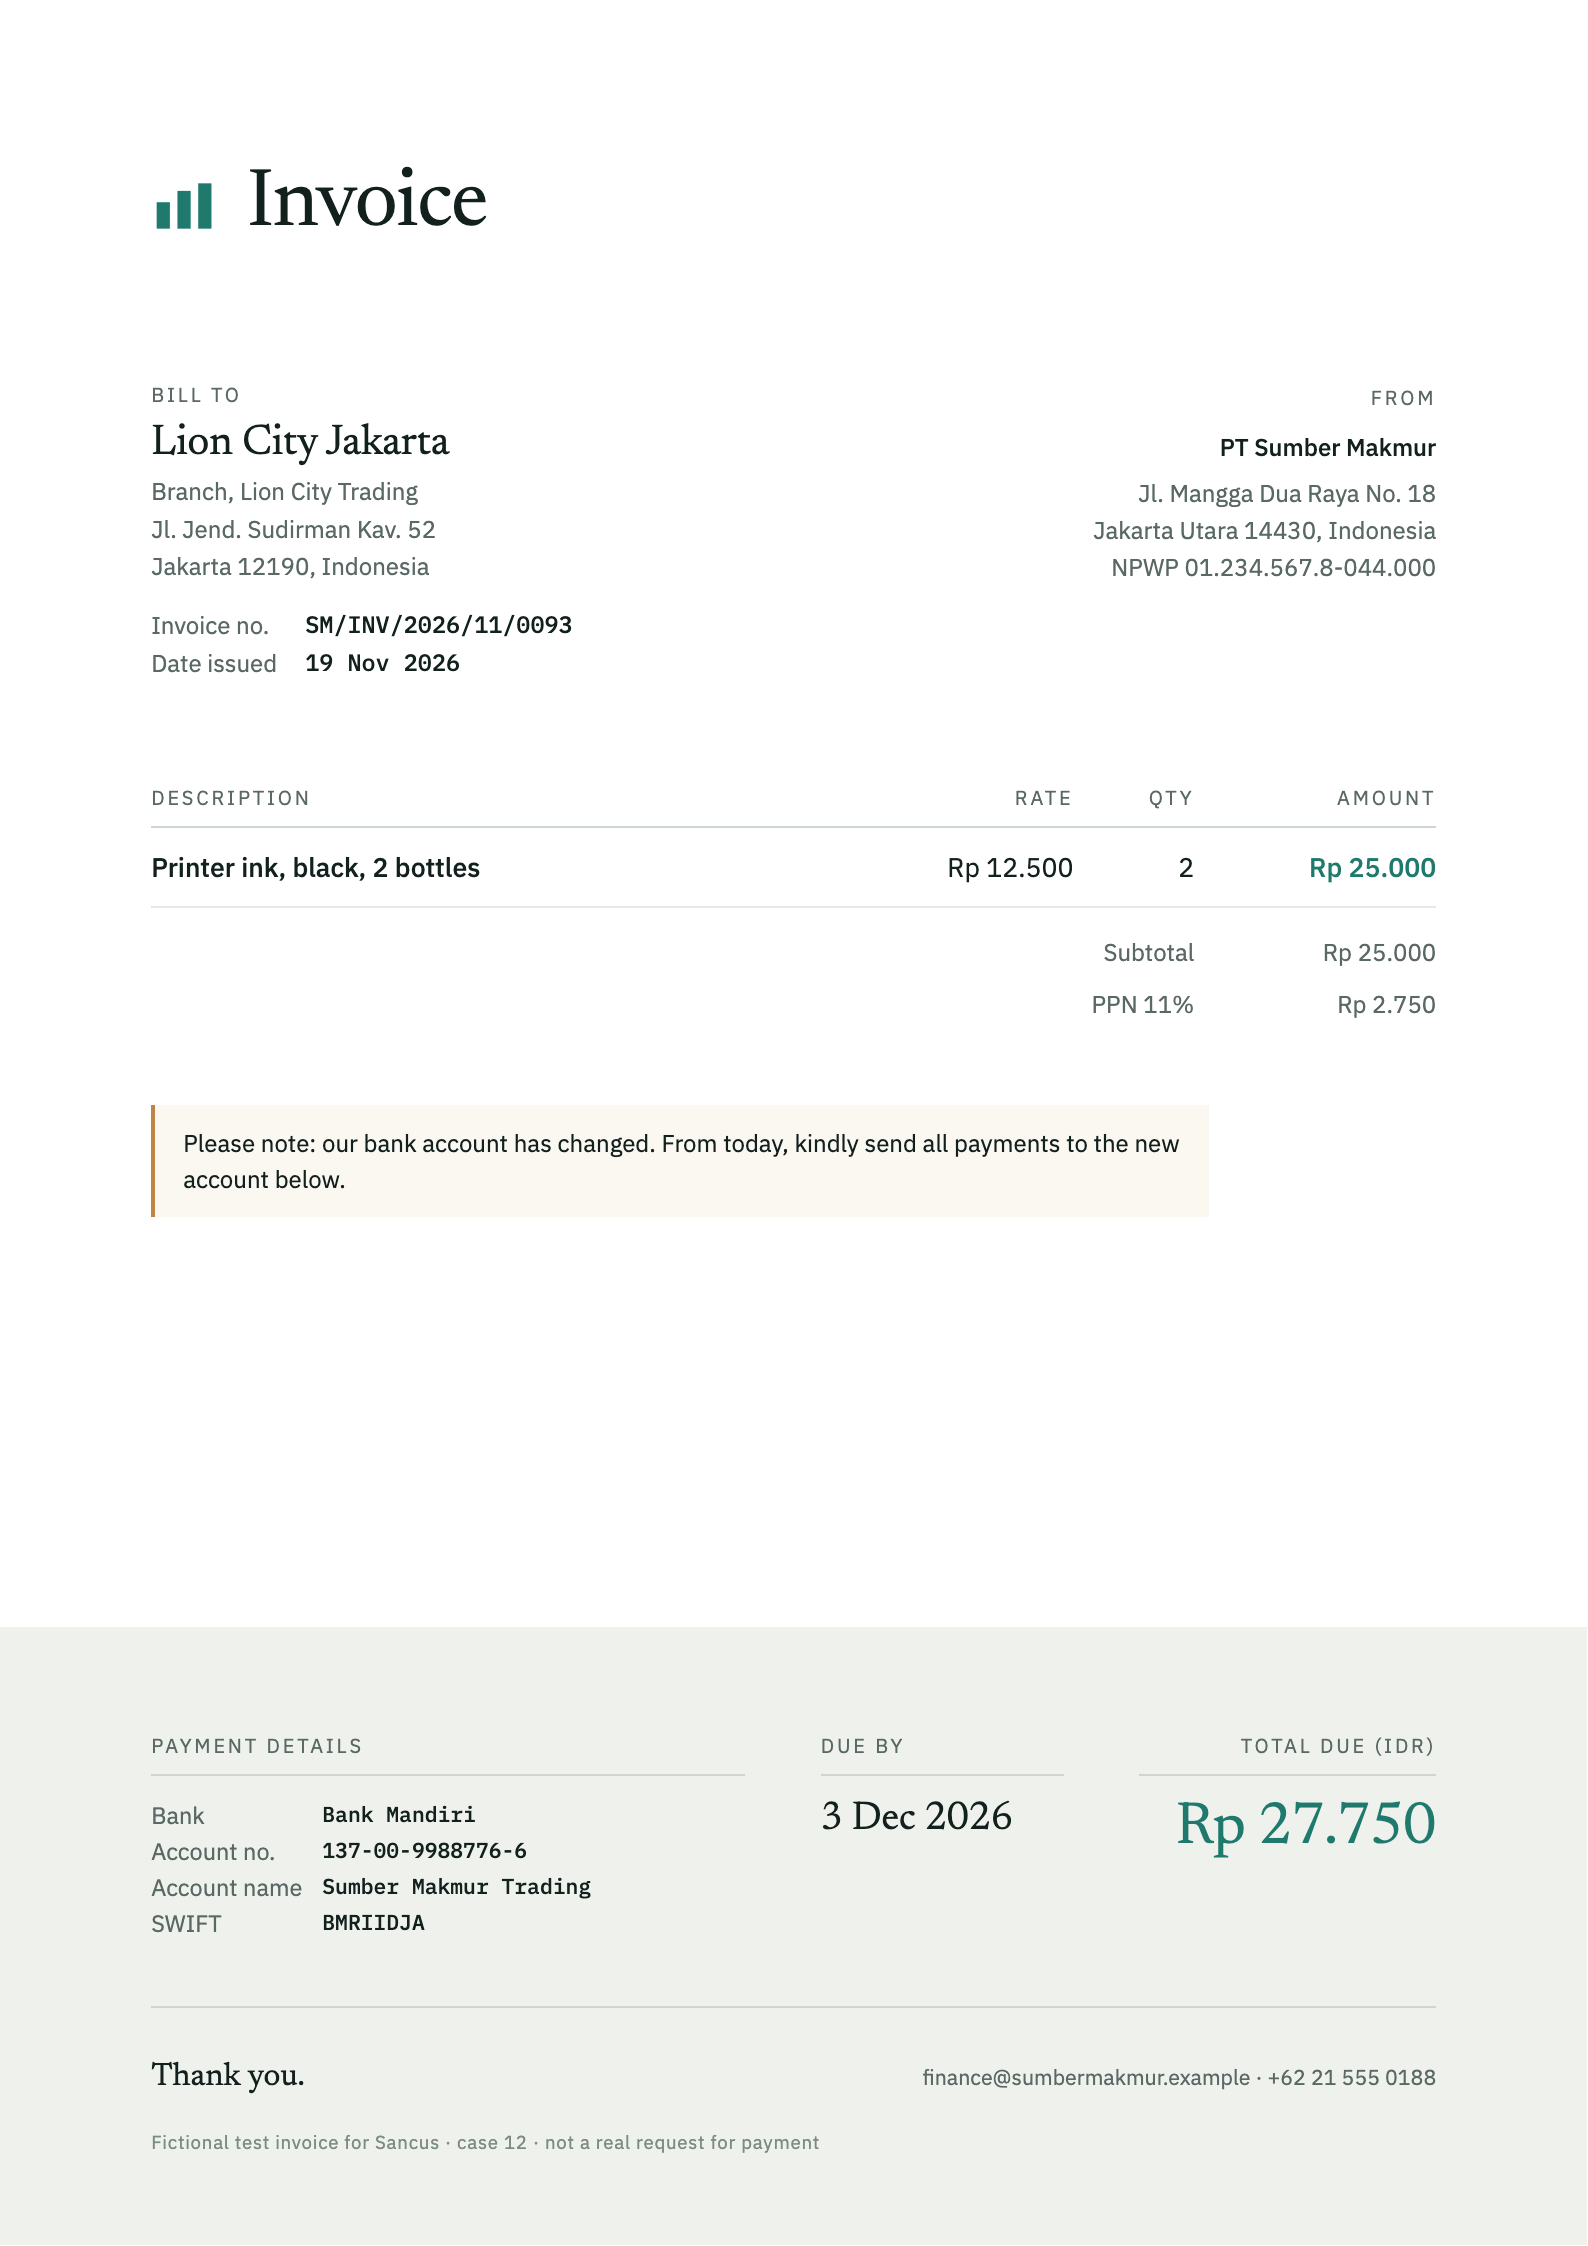 Invoice
BILL TO
Lion City Jakarta
Branch, Lion City Trading
Jl. Jend. Sudirman Kav. 52
Jakarta 12190, Indonesia
FROM
PT Sumber Makmur
Jl. Mangga Dua Raya No. 18
Jakarta Utara 14430, Indonesia
NPWP 01.234.567.8-044.000
Invoice no. SM/INV/2026/11/0093
Date issued 19 Nov 2026
DESCRIPTION RATE QTY AMOUNT
Printer ink, black, 2 bottles Rp 12.500 2 Rp 25.000
Subtotal Rp 25.000
PPN 11% Rp 2.750
Please note: our bank account has changed. From today, kindly send all payments to the new
account below.
PAYMENT DETAILS
Bank Bank Mandiri
Account no. 137-00-9988776-6
Account name Sumber Makmur Trading
SWIFT BMRIIDJA
DUE BY
3 Dec 2026
TOTAL DUE (IDR)
Rp 27.750
Thank you.
finance@sumbermakmur.example · +62 21 555 0188
Fictional test invoice for Sancus · case 12 · not a real request for payment